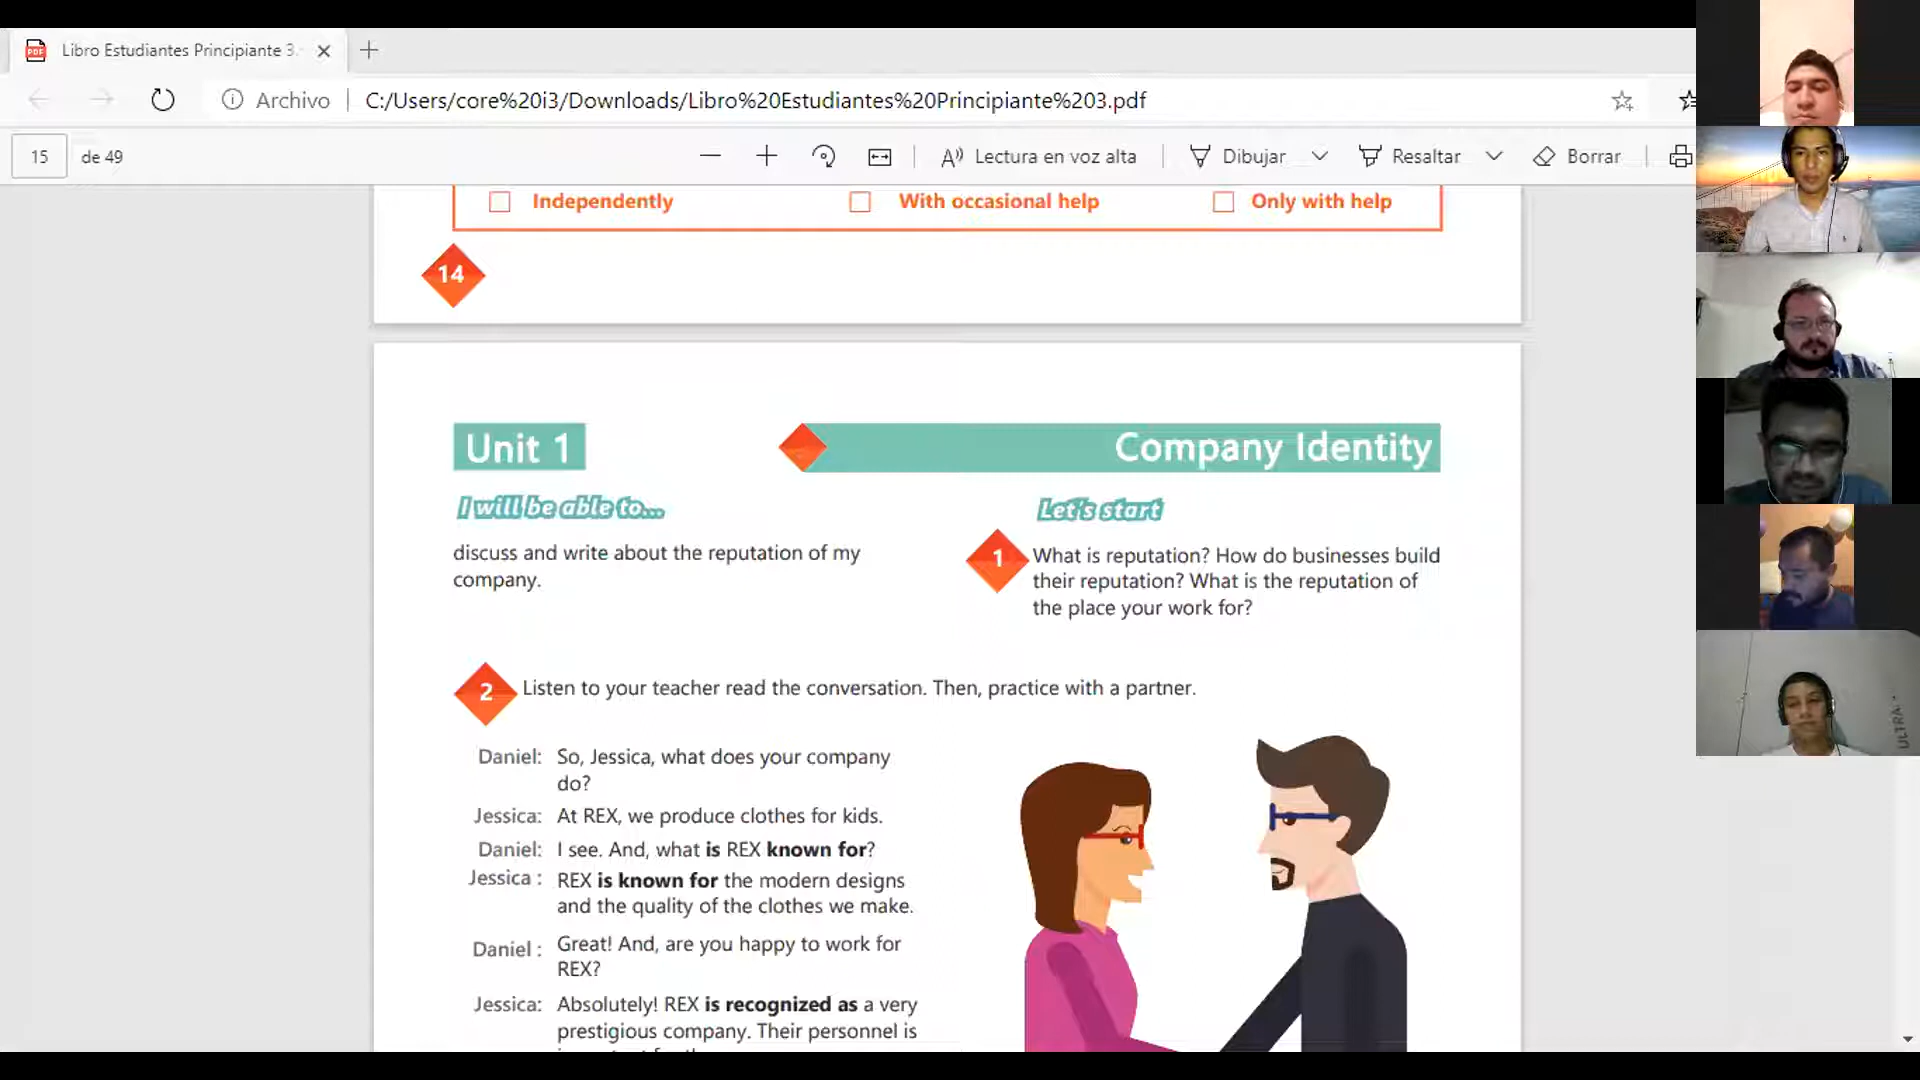 Libro Estudiantes Principiante 3.
Archivo
C:/Users/core%20i3/Downloads/Libro%20Estudiantes%20Principiante%203.pdf
15 de 49
Lectura en voz alta
Dibujar
Resaltar
Borrar
Independently
With occasional help
Only with help
14
Unit 1
Company Identity
I will be able to...
discuss and write about the reputation of my
company.
Let's start
1
What is reputation? How do businesses build
their reputation? What is the reputation of
the place your work for?
2
Listen to your teacher read the conversation. Then, practice with a partner.
Daniel: So, Jessica, what does your company
do?
Jessica: At REX, we produce clothes for kids.
Daniel: I see. And, what is REX known for?
Jessica : REX is known for the modern designs
and the quality of the clothes we make.
Daniel : Great! And, are you happy to work for
REX?
Jessica: Absolutely! REX is recognized as a very
prestigious company. Their personnel is
ULTRA